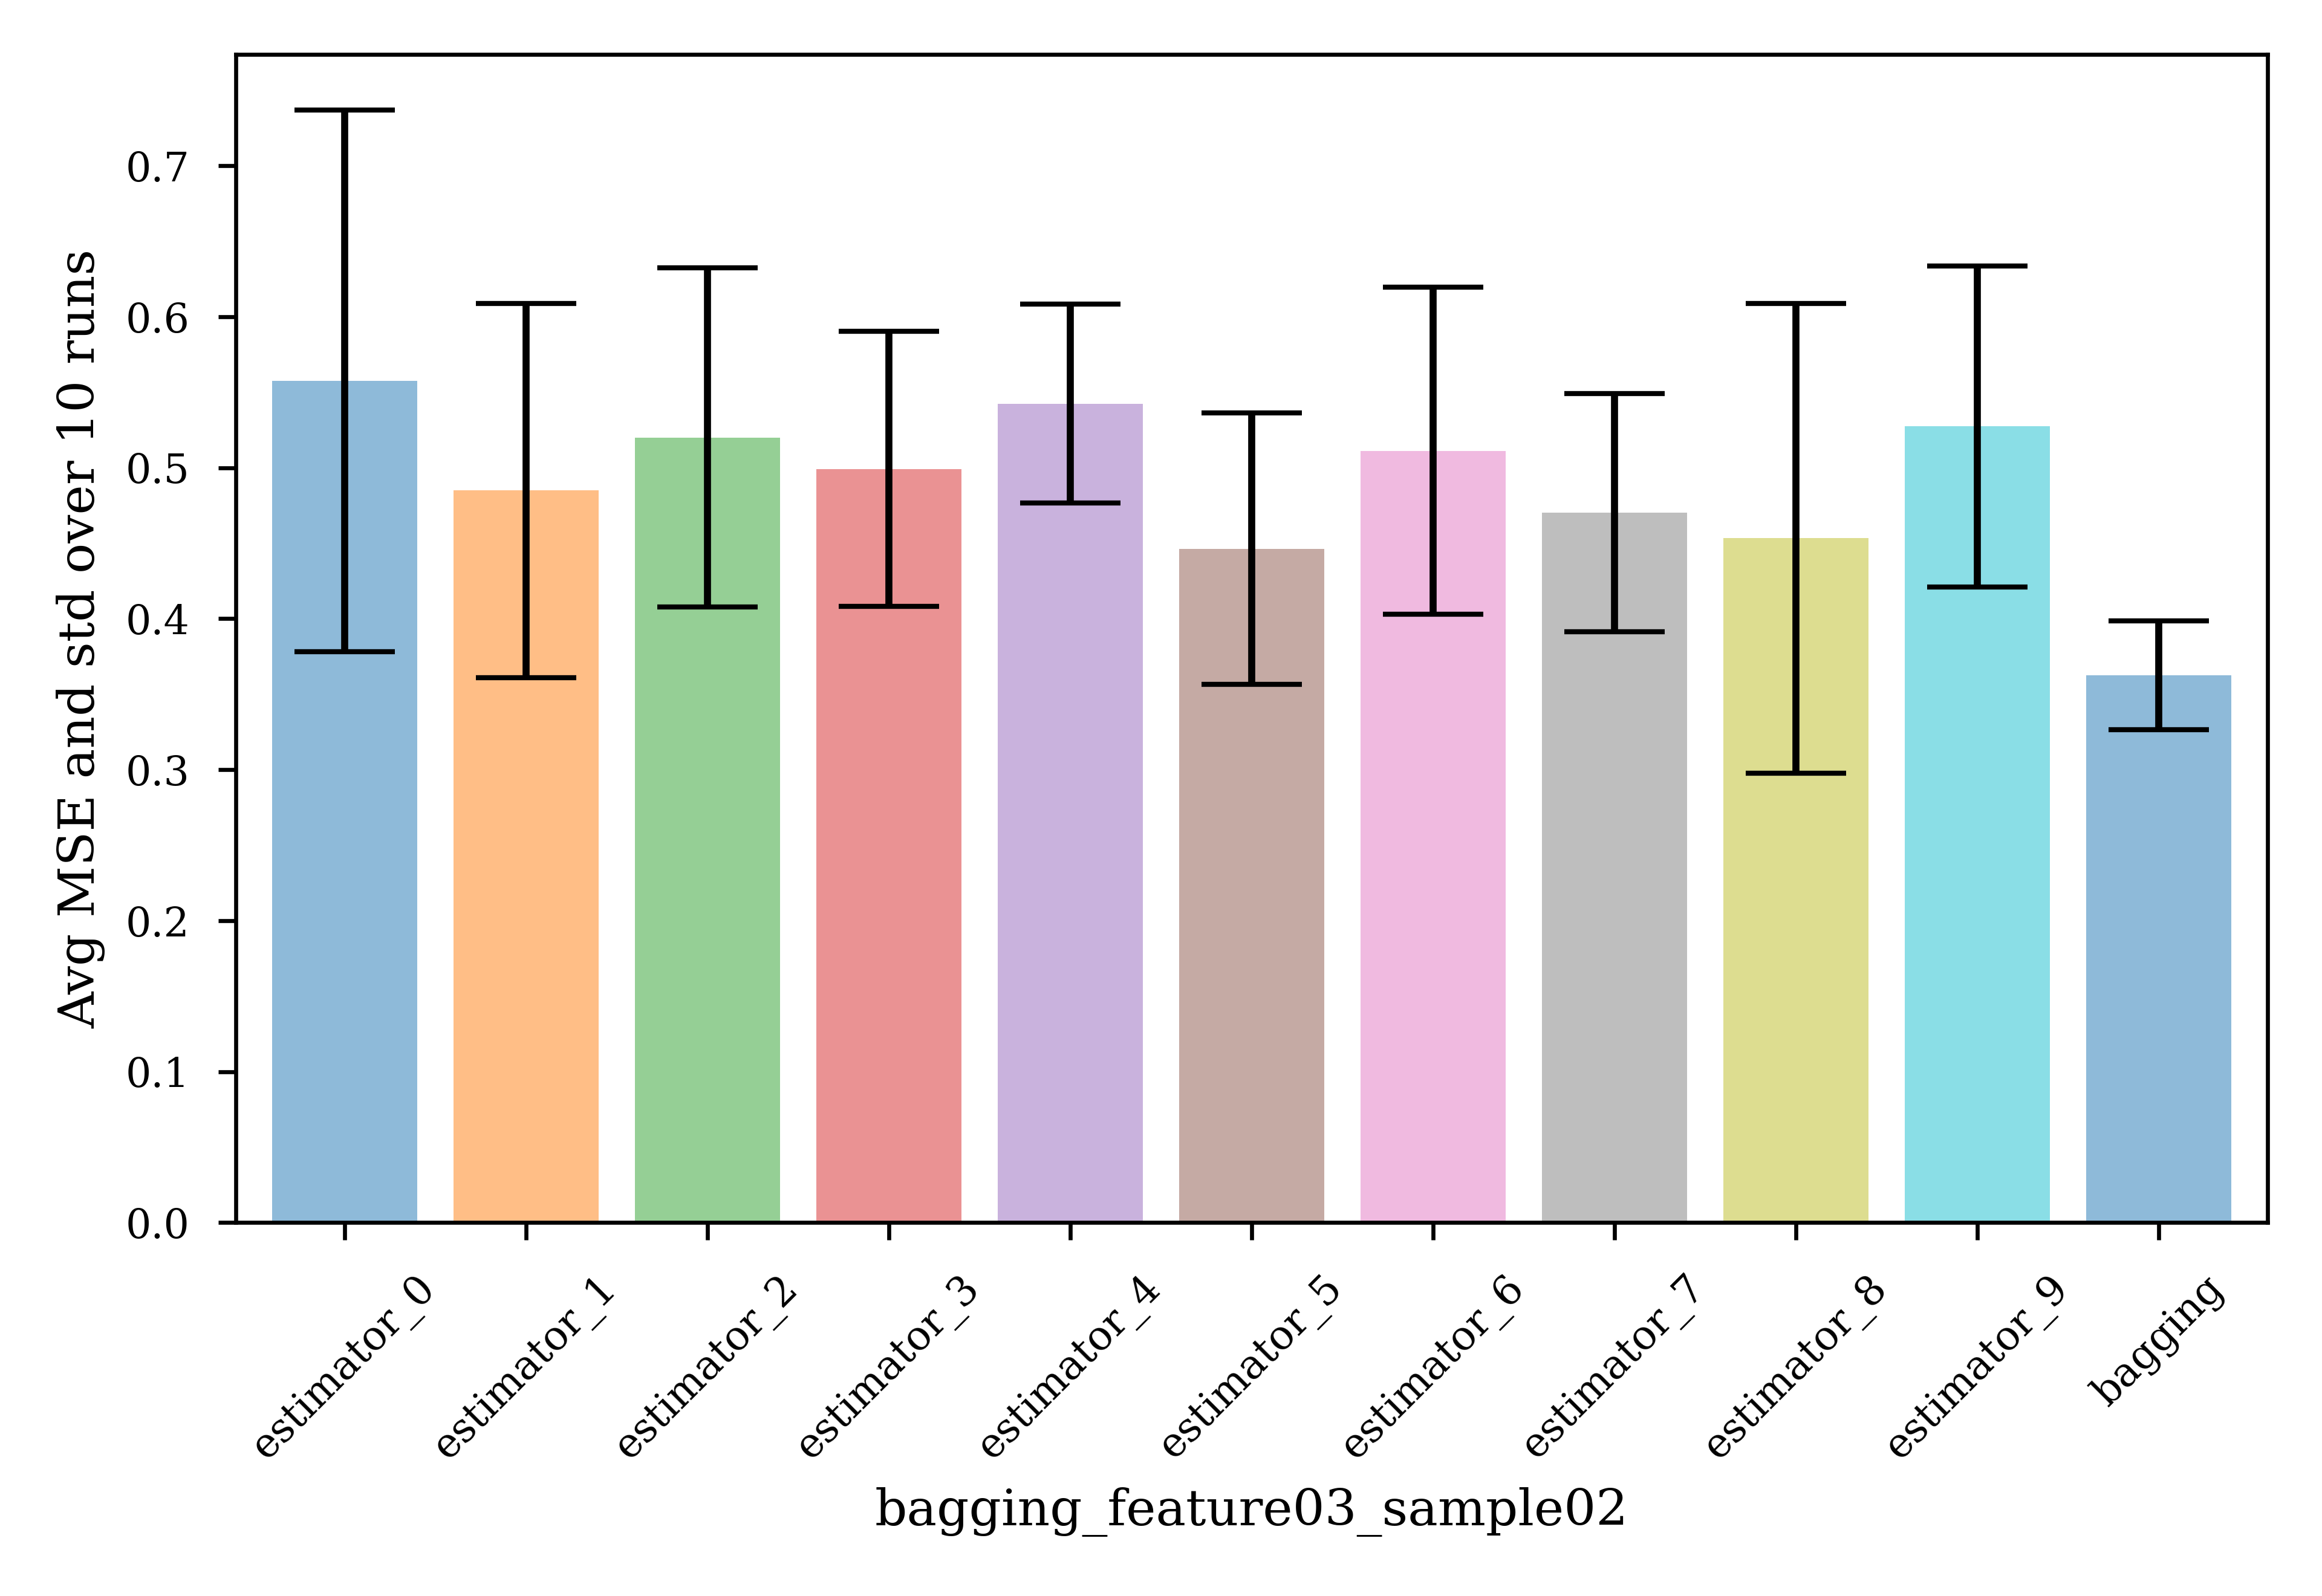 Avg MSE and std over 10 runs
0.7
0.6
0.5
0.4
0.3
0.2
0.1
0.0
estimator_0
estimator_1
estimator_2
estimator_3
estimator_4
estimator_5
estimator_6
estimator_7
estimator_8
estimator_9
bagging
bagging_feature03_sample02